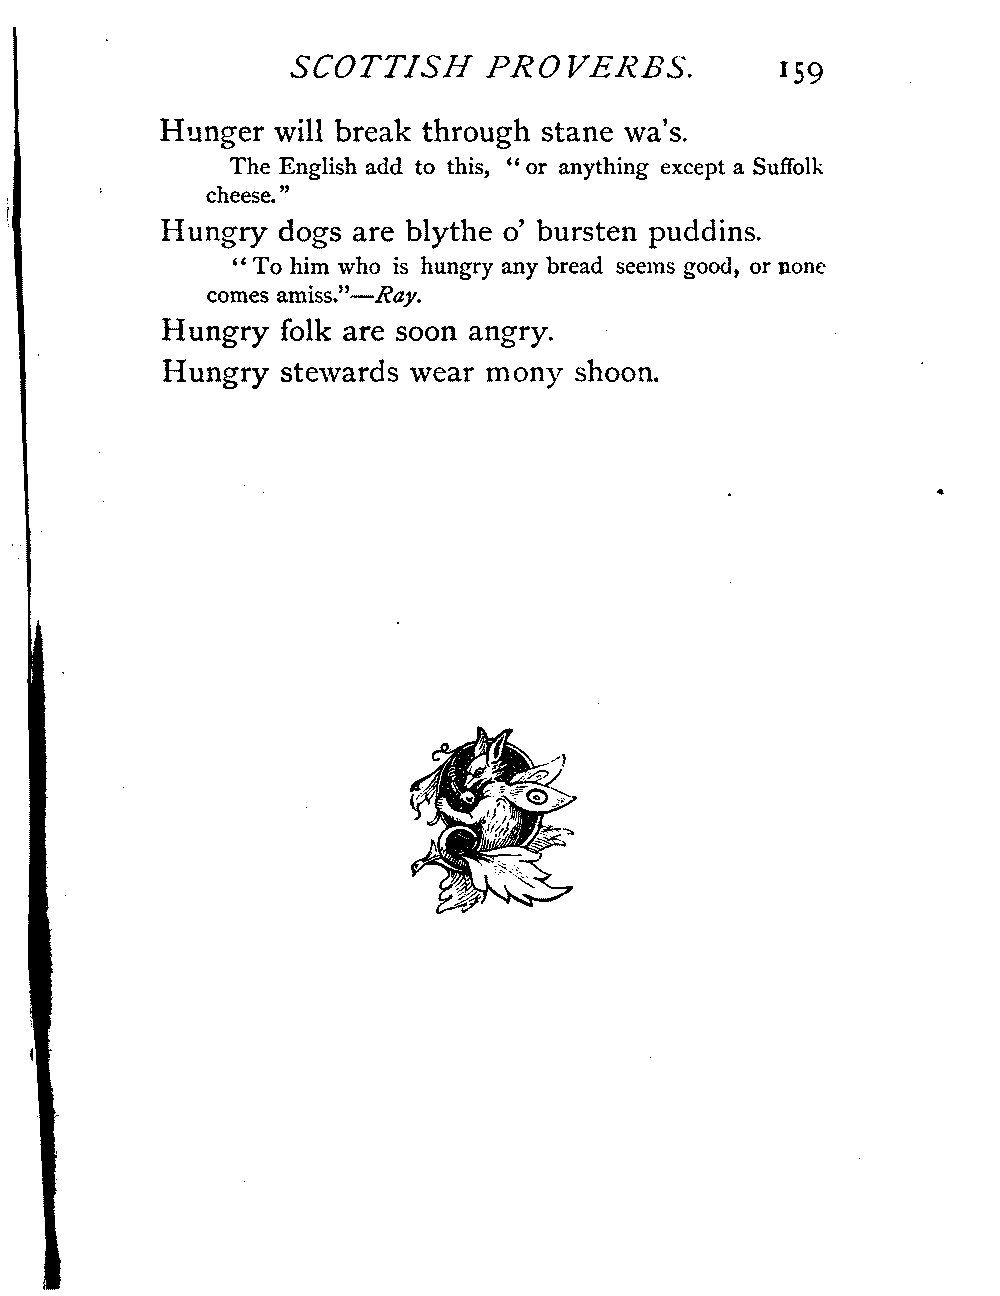 SCOTTISH PROVERBS. 159
Hunger will break through stane wa's.
The English add to this, “or anything except a Suffolk
cheese.”
Hungry dogs are blythe o’ bursten puddins.
“To him who is hungry any bread seems good, or none
comes amiss.”—Ray.
Hungry folk are soon angry.
Hungry stewards wear mony shoon.